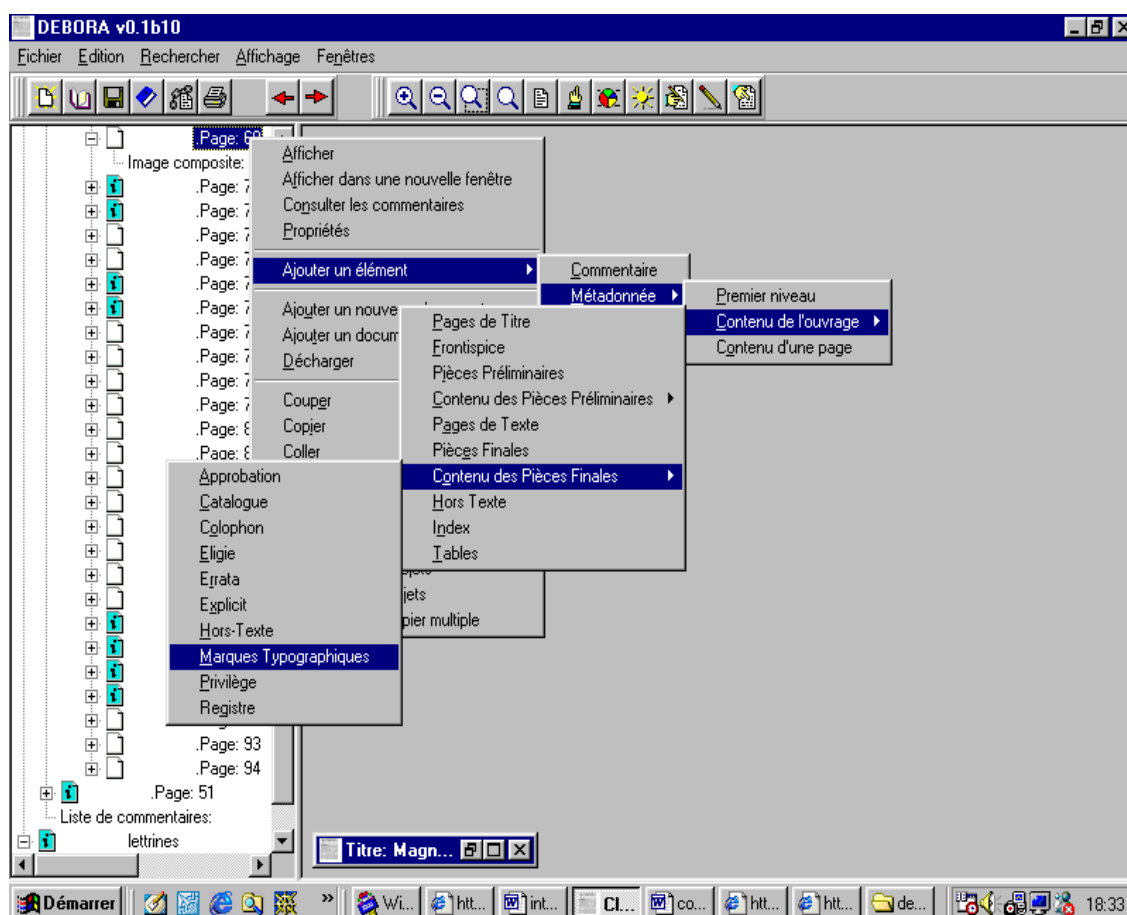 DEBORA v0.1b10
Fichier Edition Rechercher Affichage Fenêtres
.Page: 69
Image composite:
.Page: 7
.Page: 7
.Page: 7
.Page: 7
.Page: 7
.Page: 7
.Page: 7
.Page: 7
.Page: 7
.Page: 7
.Page: 8
.Page: 8
.Page: 93
.Page: 94
.Page: 51
Liste de commentaires:
lettrines
Afficher
Afficher dans une nouvelle fenêtre
Consulter les commentaires
Propriétés
Ajouter un élément
Ajouter un nouve
Ajouter un docum
Décharger
Couper
Copier
Coller
jets
pier multiple
Commentaire
Métadonnée
Premier niveau
Contenu de l'ouvrage
Contenu d'une page
Pages de Titre
Frontispice
Pièces Préliminaires
Contenu des Pièces Préliminaires
Pages de Texte
Pièces Finales
Contenu des Pièces Finales
Hors Texte
Index
Tables
Approbation
Catalogue
Colophon
Eligie
Errata
Explicit
Hors-Texte
Marques Typographiques
Privilège
Registre
Titre: Magn...
Démarrer » Wi... htt... int... Cl... co... htt... htt... de... 18:33